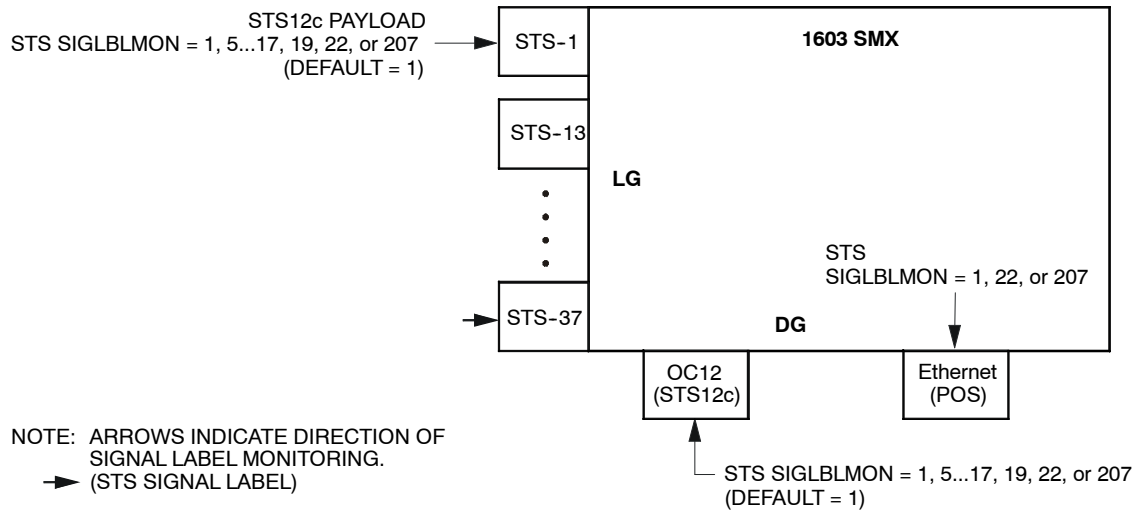 STS12c PAYLOAD
STS SIGLBLMON = 1, 5...17, 19, 22, or 207
(DEFAULT = 1)
STS-1
1603 SMX
STS-13
LG
STS
SIGLBLMON = 1, 22, or 207
STS-37
DG
OC12
(STS12c)
Ethernet
(POS)
NOTE: ARROWS INDICATE DIRECTION OF
SIGNAL LABEL MONITORING.
(STS SIGNAL LABEL)
STS SIGLBLMON = 1, 5...17, 19, 22, or 207
(DEFAULT = 1)